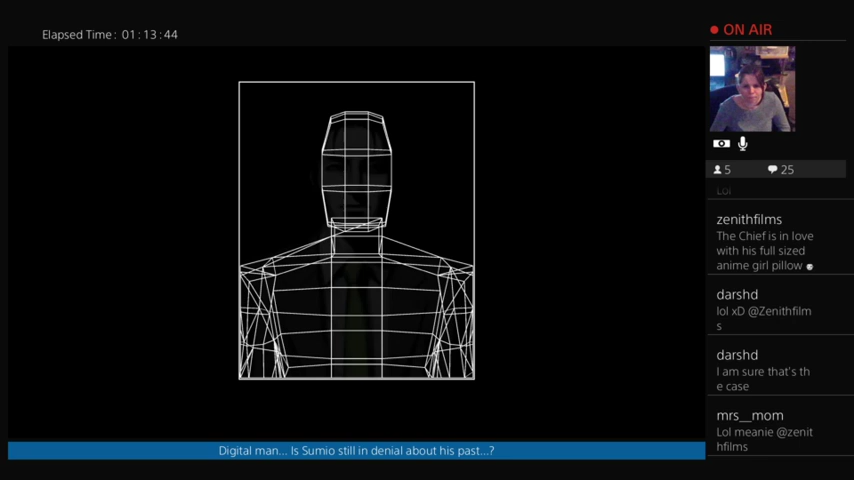 Elapsed Time: 01:13:44
ON AIR
5
25
Lol
zenithfilms
The Chief is in love
with his full sized
anime girl pillow
darshd
lol xD @Zenithfilm
s
darshd
I am sure that's th
e case
mrs__mom
Lol meanie @zenit
hfilms
Digital man... Is Sumio still in denial about his past...?